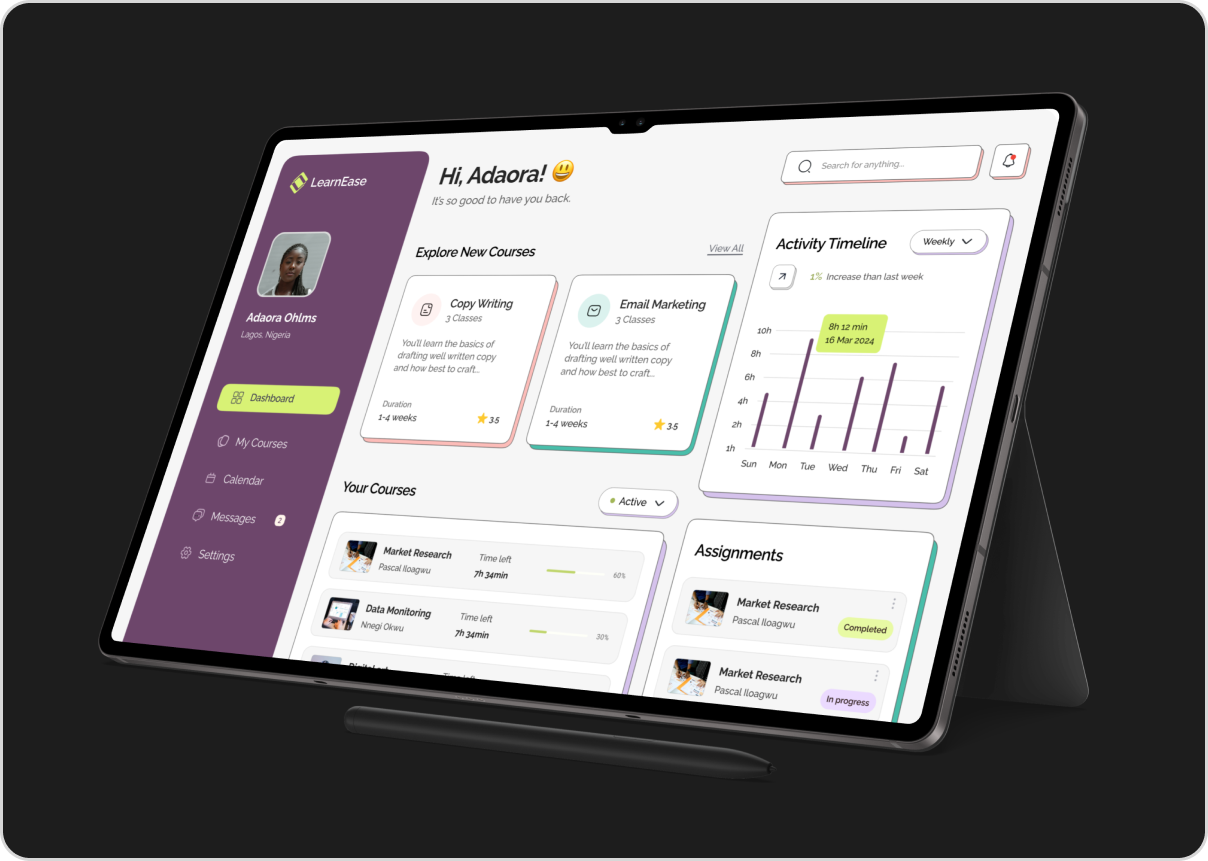 LearnEase
Adaora Ohlms
Lagos, Nigeria
Dashboard
My Courses
Calendar
Messages 2
Settings
Hi, Adaora! 😃
It's so good to have you back.
Search for anything...
Explore New Courses
View All
Copy Writing
3 Classes
You'll learn the basics of
drafting well written copy
and how best to craft...
Duration
1-4 weeks
3.5
Email Marketing
3 Classes
You'll learn the basics of
drafting well written copy
and how best to craft...
Duration
1-4 weeks
3.5
Activity Timeline
Weekly
1% Increase than last week
8h 12 min
16 Mar 2024
10h
8h
6h
4h
2h
1h
Sun Mon Tue Wed Thu Fri Sat
Your Courses
Active
Market Research
Pascal Iloagwu
Time left
7h 34min
60%
Data Monitoring
Nnegi Okwu
Time left
7h 34min
30%
Assignments
Market Research
Pascal Iloagwu
Completed
Market Research
Pascal Iloagwu
In progress